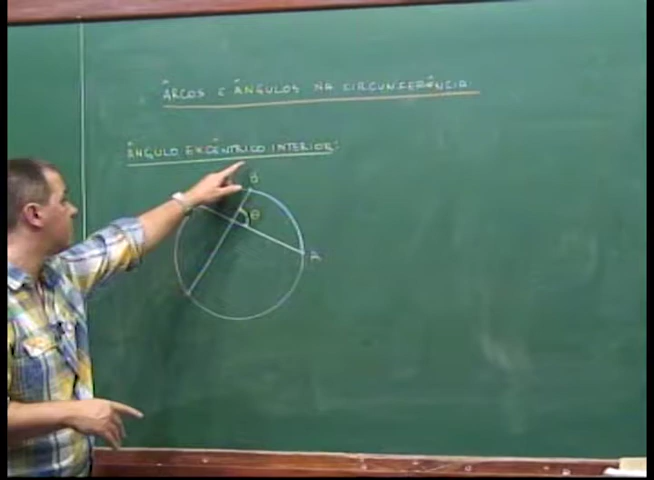 ARCOS E ÂNGULOS NA CIRCUNFERÊNCIA
ÂNGULO EXCÊNTRICO INTERIOR:
B
θ
A